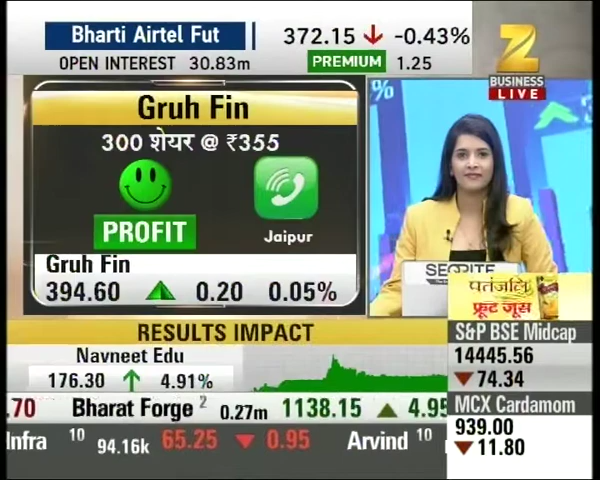 Bharti Airtel Fut 372.15 -0.43%
OPEN INTEREST 30.83m PREMIUM 1.25
Z
BUSINESS
LIVE
%
Gruh Fin
300 शेयर @ ₹355
PROFIT
Jaipur
Gruh Fin
394.60 0.20 0.05%
SEQRITE
पतंजलि
फ्रूट जूस
RESULTS IMPACT
Navneet Edu
176.30 4.91%
S&P BSE Midcap
14445.56
74.34
.70 Bharat Forge 2 0.27m 1138.15 4.95
MCX Cardamom
939.00
11.80
Infra 10 94.16k 65.25 0.95 Arvind 10